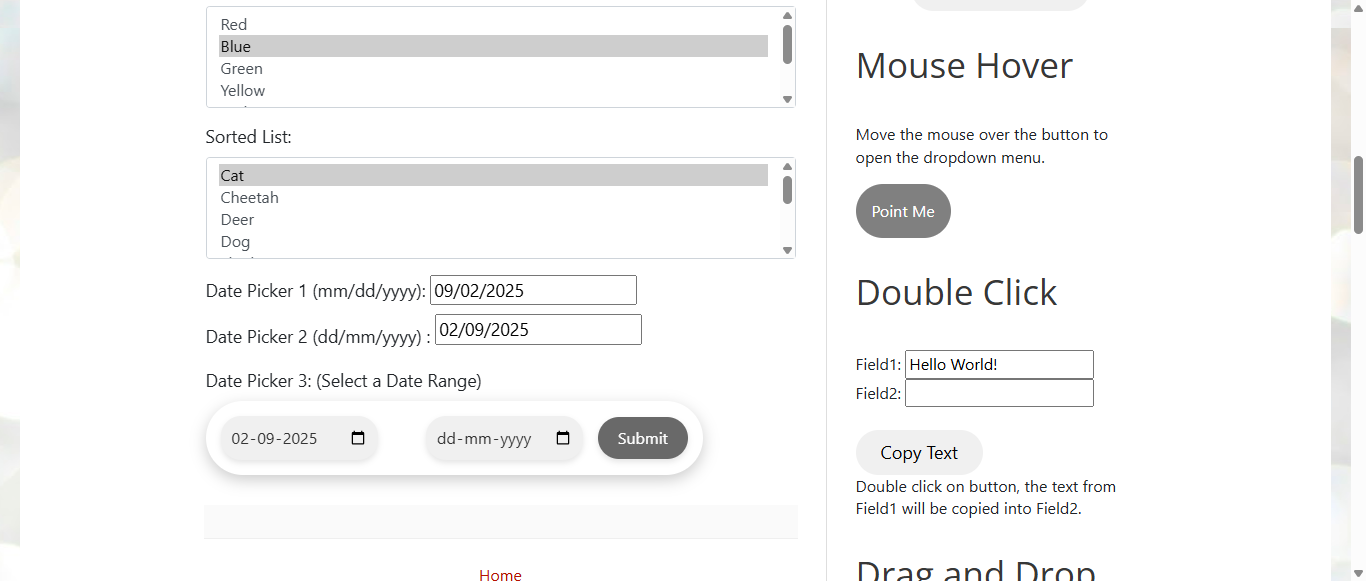 Red
Blue
Green
Yellow
Sorted List:
Cat
Cheetah
Deer
Dog
Date Picker 1 (mm/dd/yyyy): 09/02/2025
Date Picker 2 (dd/mm/yyyy) : 02/09/2025
Date Picker 3: (Select a Date Range)
02-09-2025 dd-mm-yyyy Submit
Home
Mouse Hover
Move the mouse over the button to
open the dropdown menu.
Point Me
Double Click
Field1: Hello World!
Field2:
Copy Text
Double click on button, the text from
Field1 will be copied into Field2.
Drag and Drop